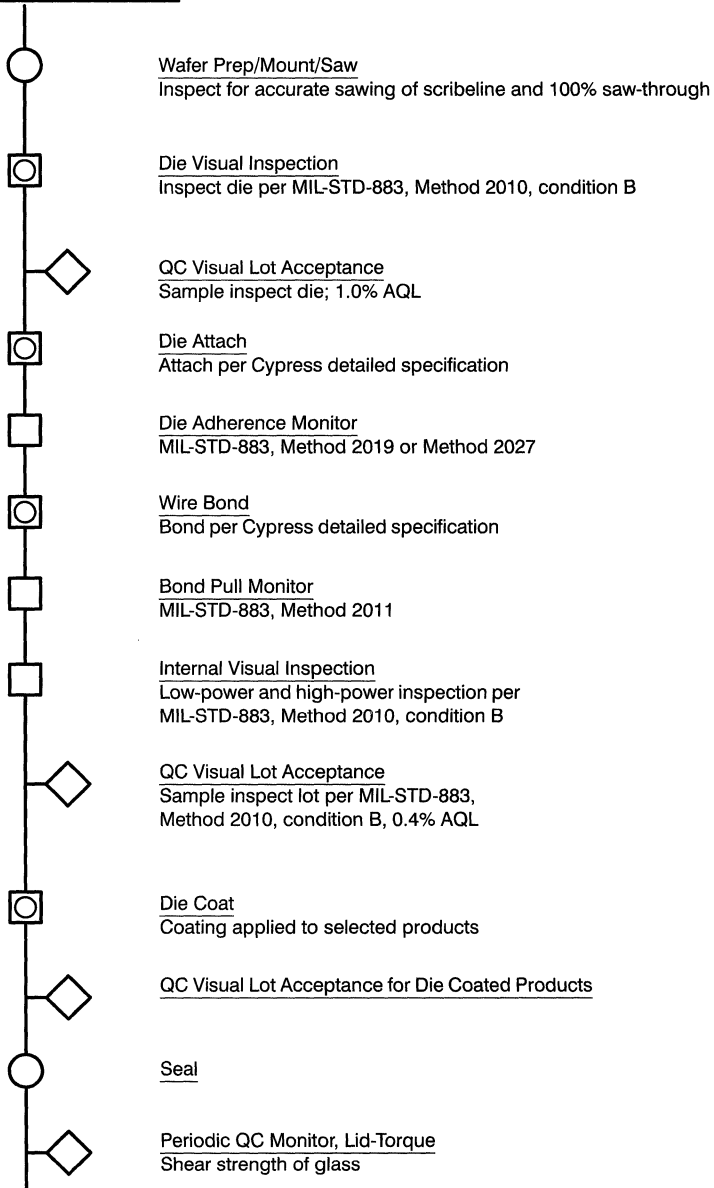 Wafer Prep/Mount/Saw
Inspect for accurate sawing of scribeline and 100% saw-through
Die Visual Inspection
Inspect die per MIL-STD-883, Method 2010, condition B
QC Visual Lot Acceptance
Sample inspect die; 1.0% AQL
Die Attach
Attach per Cypress detailed specification
Die Adherence Monitor
MIL-STD-883, Method 2019 or Method 2027
Wire Bond
Bond per Cypress detailed specification
Bond Pull Monitor
MIL-STD-883, Method 2011
Internal Visual Inspection
Low-power and high-power inspection per
MIL-STD-883, Method 2010, condition B
QC Visual Lot Acceptance
Sample inspect lot per MIL-STD-883,
Method 2010, condition B, 0.4% AQL
Die Coat
Coating applied to selected products
QC Visual Lot Acceptance for Die Coated Products
Seal
Periodic QC Monitor, Lid-Torque
Shear strength of glass